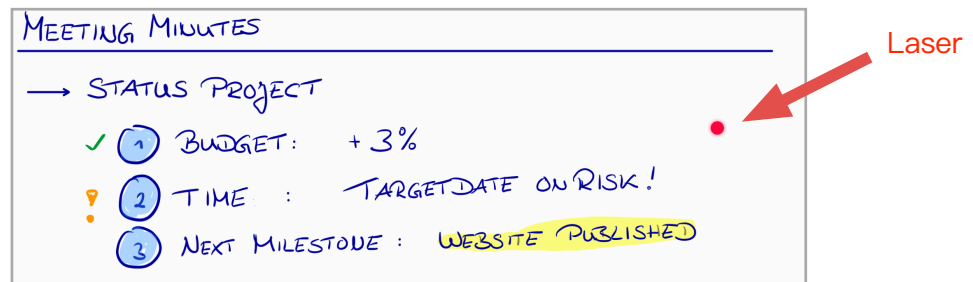 MEETING MINUTES
Laser
→ STATUS PROJECT
✓ 1 BUDGET: +3%
! 2 TIME : TARGETDATE ON RISK!
3 NEXT MILESTONE : WEBSITE PUBLISHED